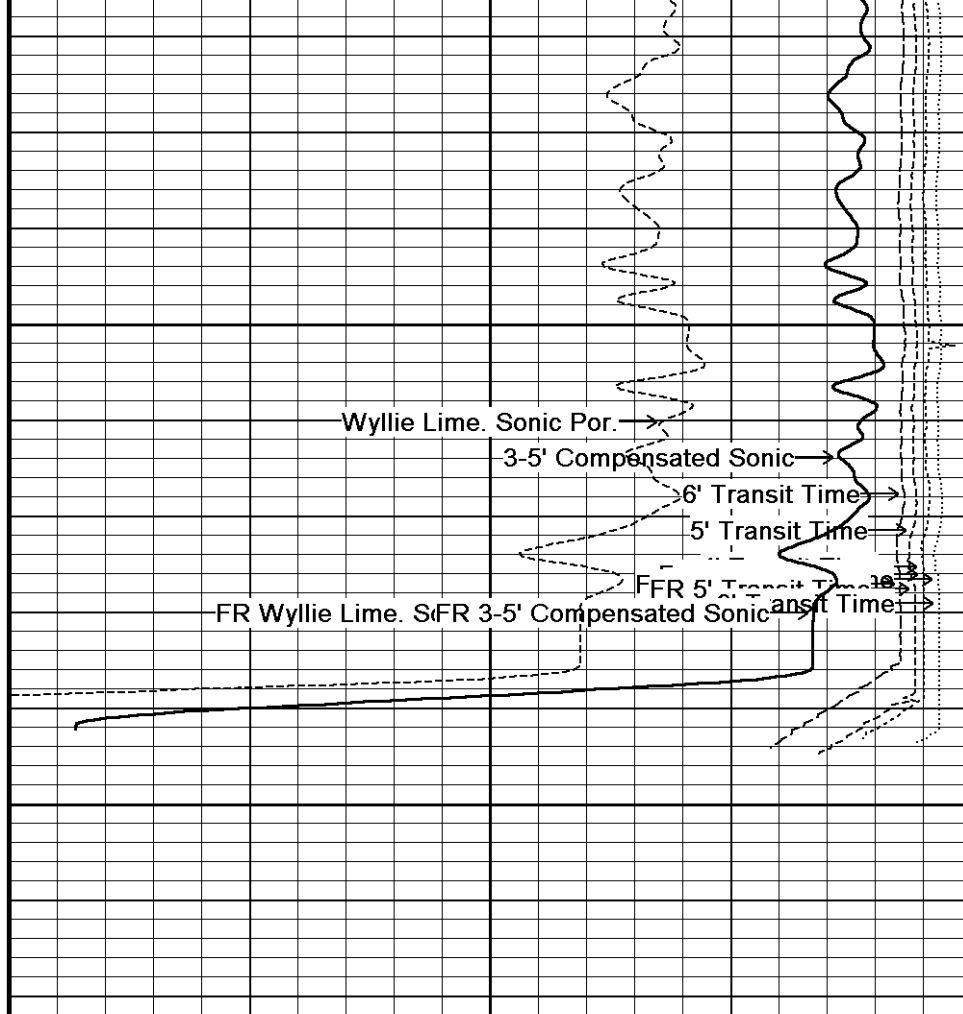 Wyllie Lime. Sonic Por.
3-5' Compensated Sonic
6' Transit Time
5' Transit Time
FR 5' Transit Time
ansit Time
FR Wyllie Lime. S
FR 3-5' Compensated Sonic